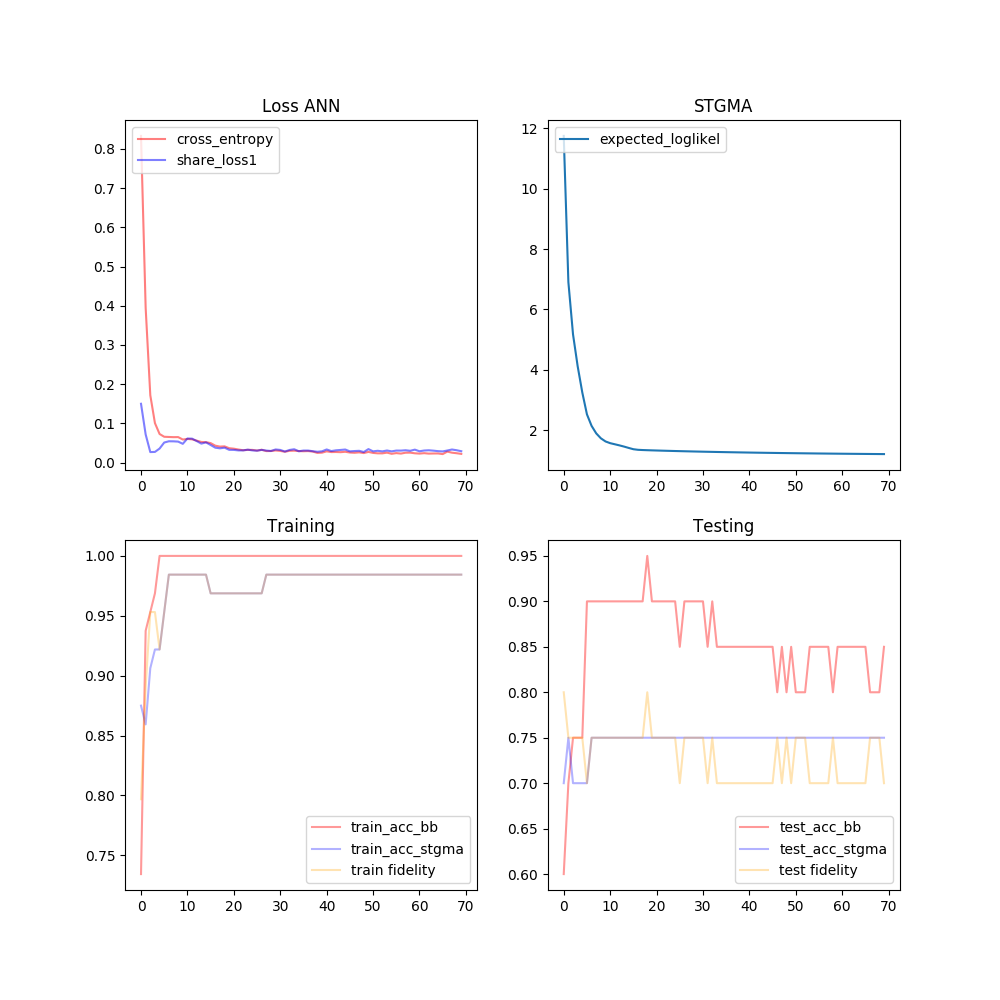 Loss ANN
cross_entropy
share_loss1
0.8
0.7
0.6
0.5
0.4
0.3
0.2
0.1
0.0
0 10 20 30 40 50 60 70
STGMA
expected_loglikel
12
10
8
6
4
2
0 10 20 30 40 50 60 70
Training
1.00
0.95
0.90
0.85
0.80
0.75
train_acc_bb
train_acc_stgma
train fidelity
0 10 20 30 40 50 60 70
Testing
0.95
0.90
0.85
0.80
0.75
0.70
0.65
0.60
test_acc_bb
test_acc_stgma
test fidelity
0 10 20 30 40 50 60 70